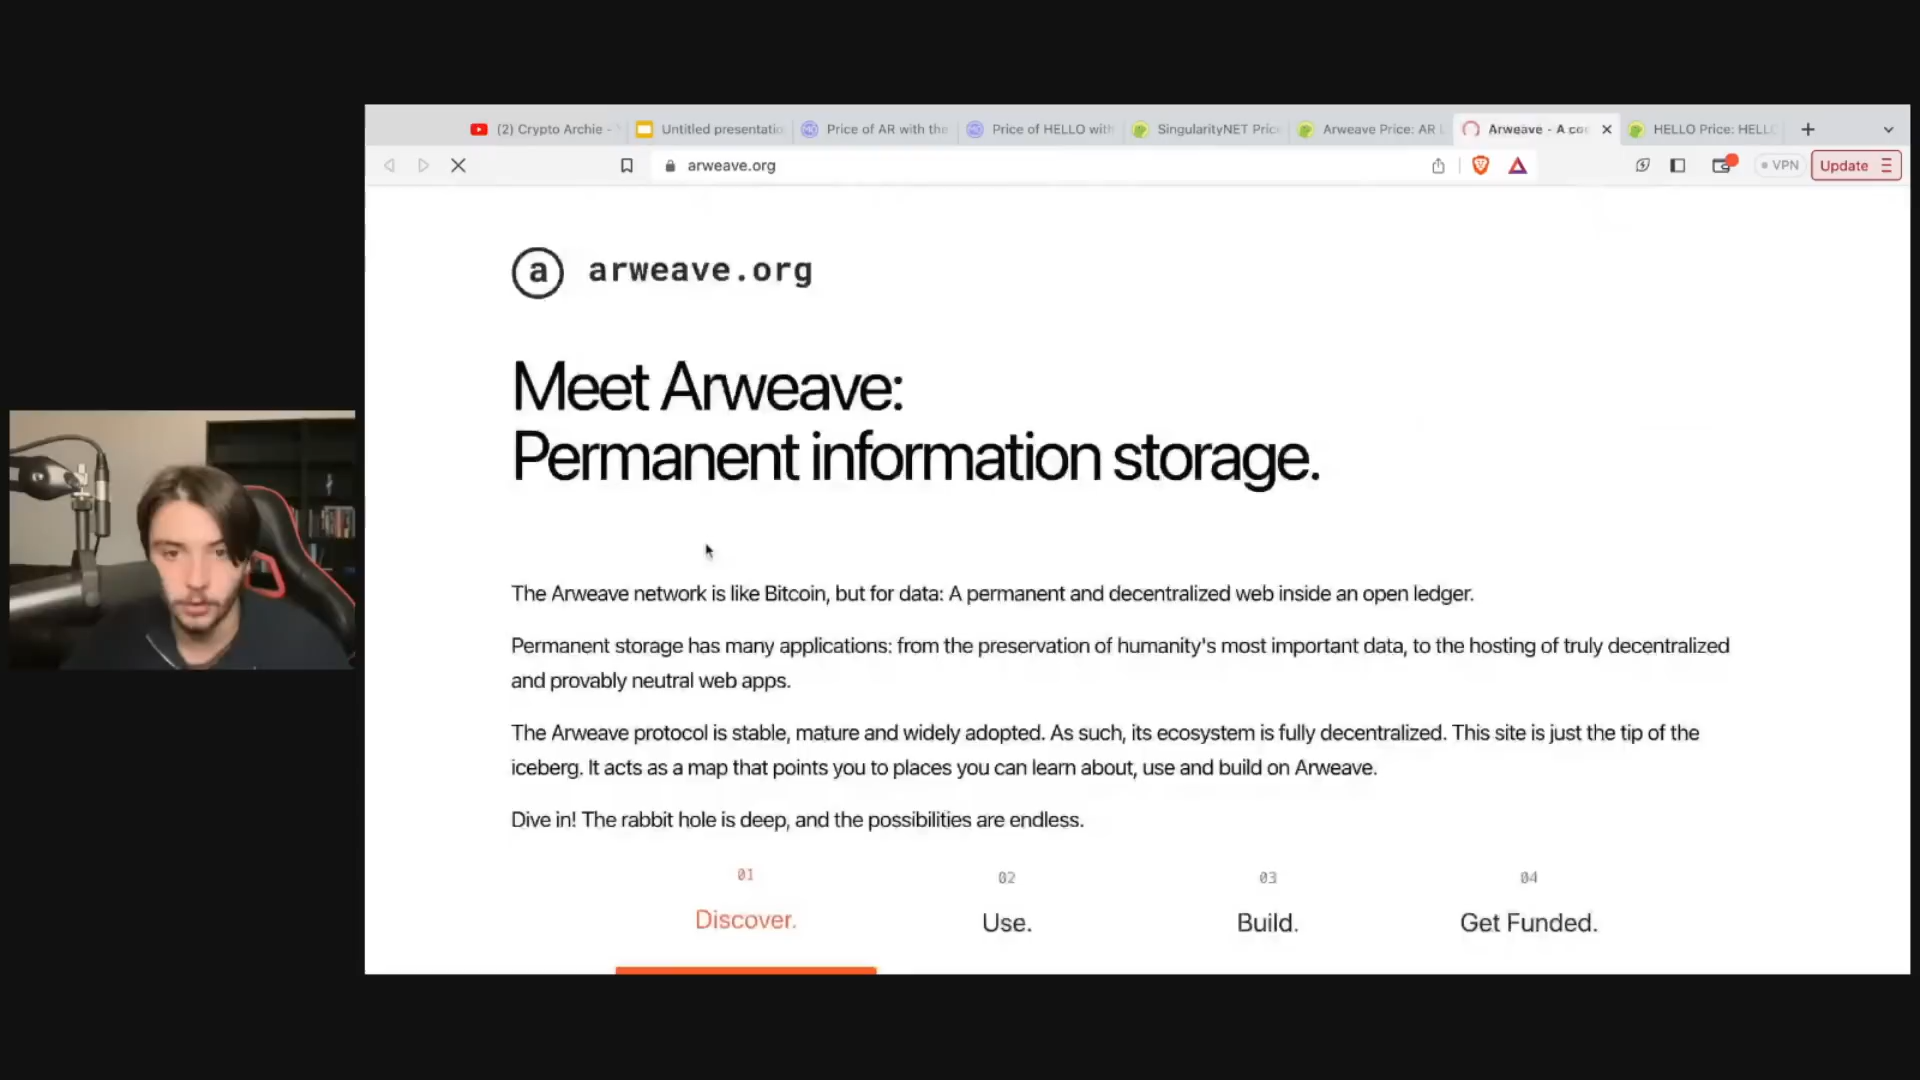 (2) Crypto Archie -
Untitled presentatio
Price of AR with the
Price of HELLO with
SingularityNET Price
Arweave Price: AR
Arweave - A co
HELLO Price: HELLO
arweave.org
VPN
Update
a arweave.org
Meet Arweave:
Permanent information storage.
The Arweave network is like Bitcoin, but for data: A permanent and decentralized web inside an open ledger.
Permanent storage has many applications: from the preservation of humanity's most important data, to the hosting of truly decentralized
and provably neutral web apps.
The Arweave protocol is stable, mature and widely adopted. As such, its ecosystem is fully decentralized. This site is just the tip of the
iceberg. It acts as a map that points you to places you can learn about, use and build on Arweave.
Dive in! The rabbit hole is deep, and the possibilities are endless.
01
02
03
04
Discover.
Use.
Build.
Get Funded.